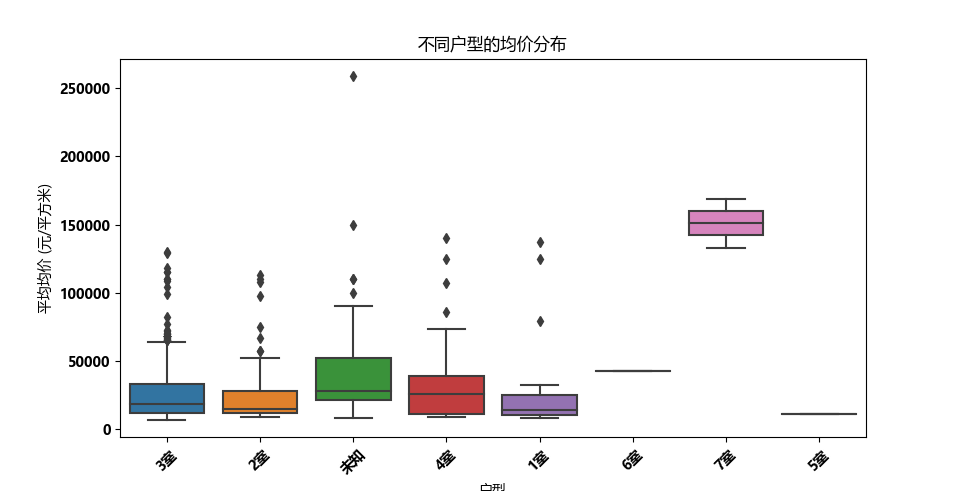 不同户型的均价分布
平均均价 (元/平方米)
250000
200000
150000
100000
50000
0
3室
2室
未知
4室
1室
6室
7室
5室
户型